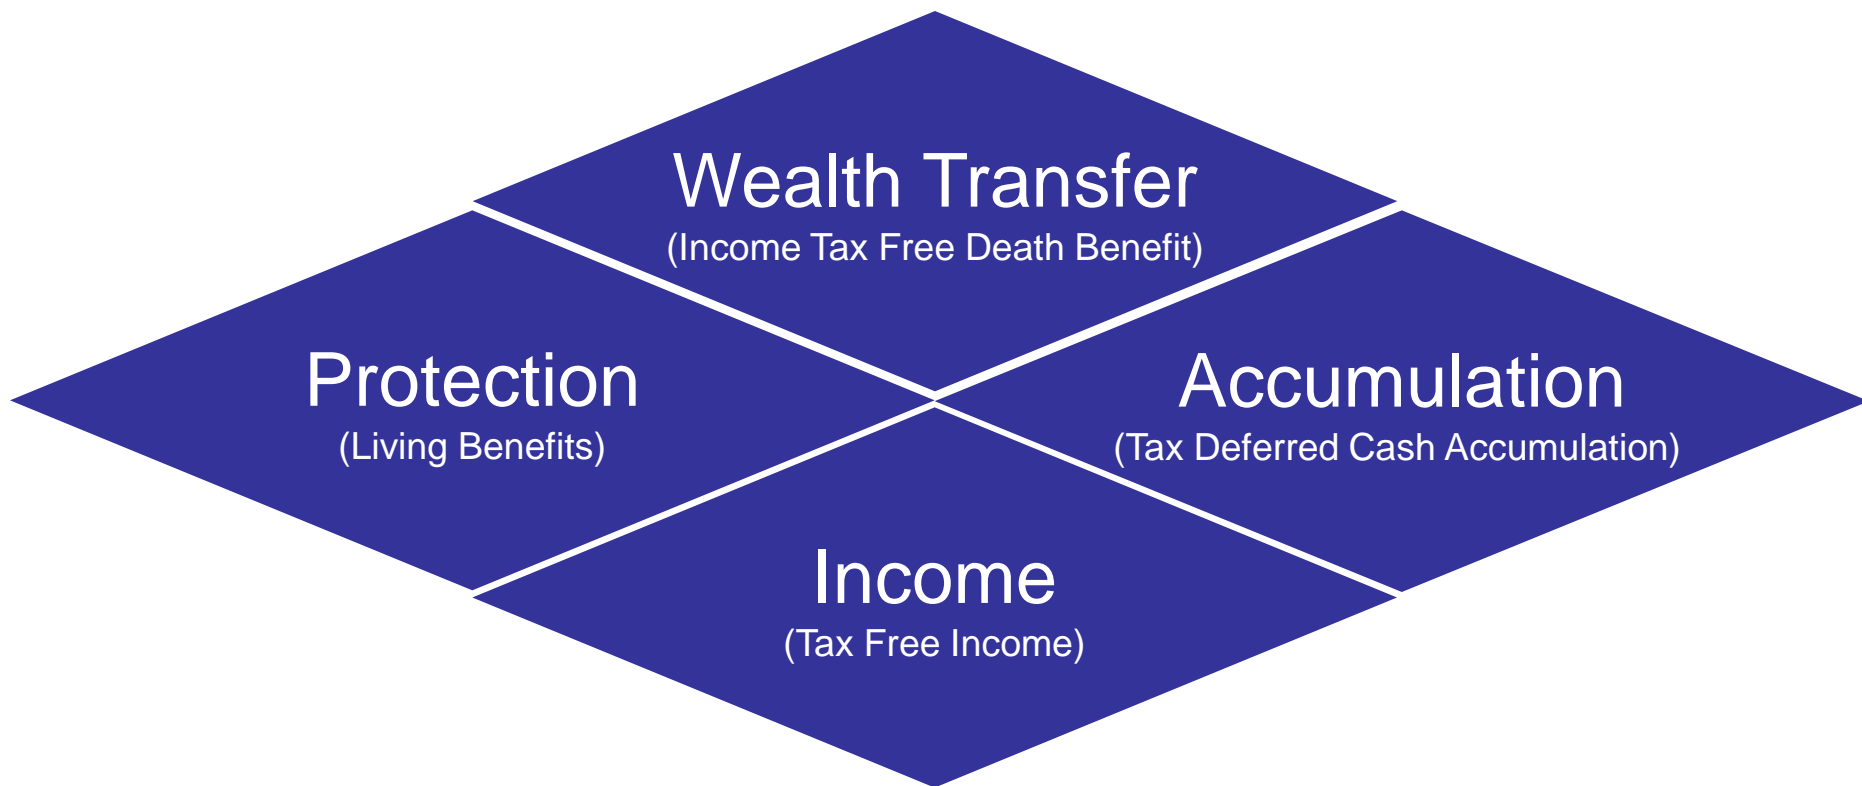 Wealth Transfer
(Income Tax Free Death Benefit)
Protection
(Living Benefits)
Accumulation
(Tax Deferred Cash Accumulation)
Income
(Tax Free Income)